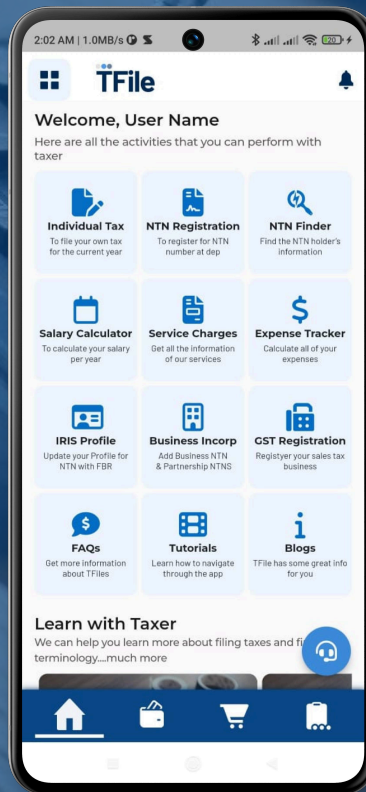 2:02 AM | 1.0MB/s
20
TFile
Welcome, User Name
Here are all the activities that you can perform with
taxer
Individual Tax
To file your own tax
for the current year
NTN Registration
To register for NTN
number at dep
NTN Finder
Find the NTN holder's
information
Salary Calculator
To calculate your salary
per year
Service Charges
Get all the information
of our services
Expense Tracker
Calculate all of your
expenses
IRIS Profile
Update your Profile for
NTN with FBR
Business Incorp
Add Business NTN
& Partnership NTNS
GST Registration
Registyer your sales tax
business
FAQs
Get more information
about TFiles
Tutorials
Learn how to navigate
through the app
Blogs
TFile has some great info
for you
Learn with Taxer
We can help you learn more about filing taxes and fi
terminology....much more